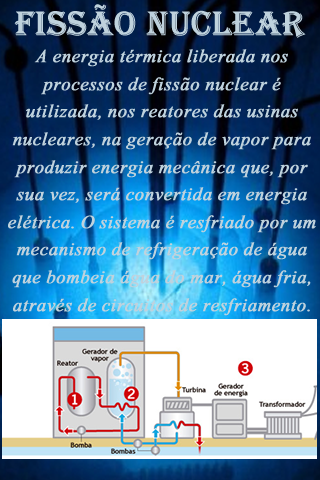 FISSÃO NUCLEAR
A energia térmica liberada nos
processos de fissão nuclear é
utilizada, nos reatores das usinas
nucleares, na geração de vapor para
produzir energia mecânica que, por
sua vez, será convertida em energia
elétrica. O sistema é resfriado por um
mecanismo de refrigeração de água
que bombeia água do mar, água fria,
através de circuitos de resfriamento.
Gerador de
vapor
Reator
1
2
3
Turbina
Gerador
de energia
Transformador
Bomba
Bombas